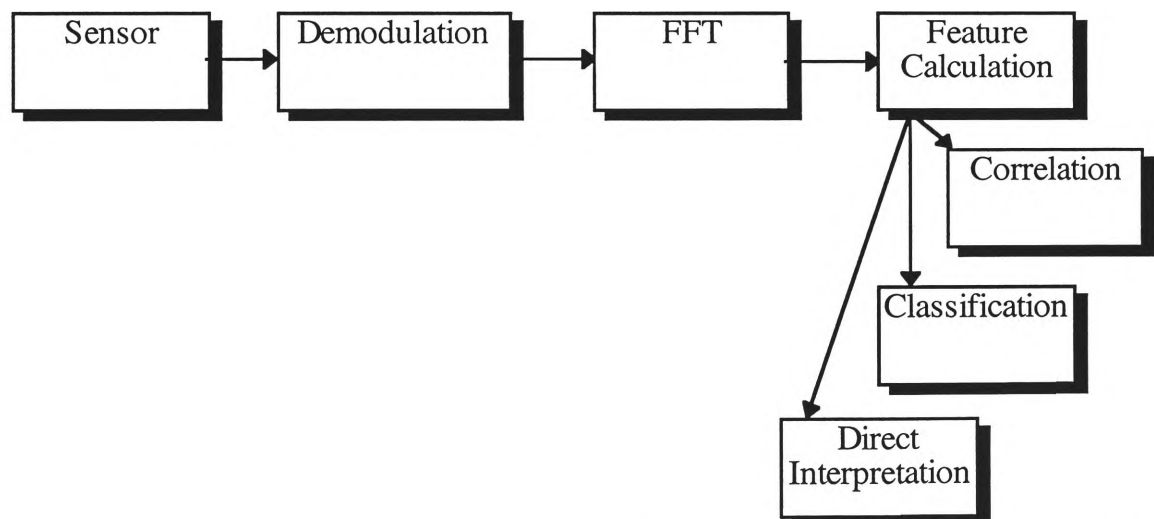 Sensor
Demodulation
FFT
Feature
Calculation
Correlation
Classification
Direct
Interpretation